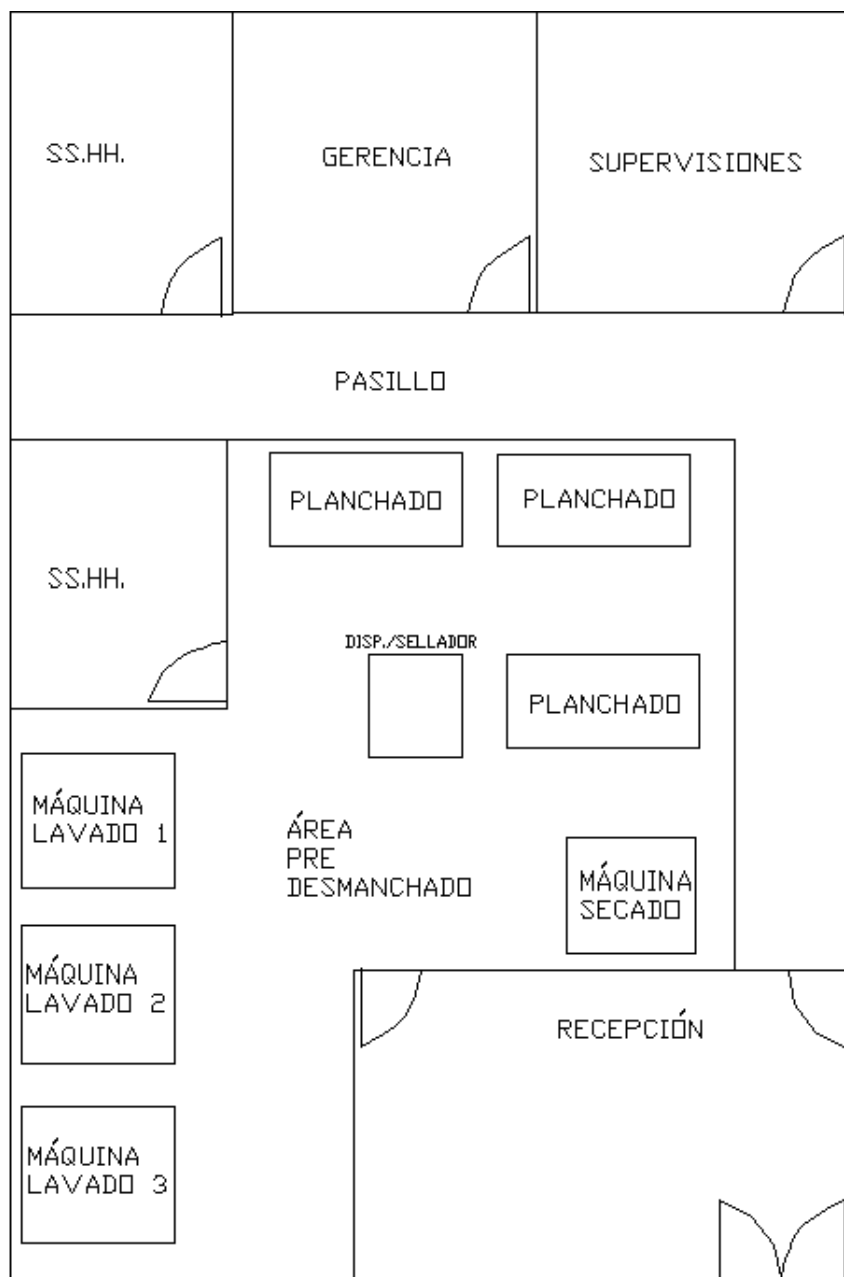 SS.HH.
GERENCIA
SUPERVISIONES
PASILLO
PLANCHADO
PLANCHADO
SS.HH.
DISP./SELLADOR
PLANCHADO
MÁQUINA
LAVADO 1
ÁREA
PRE
DESMANCHADO
MÁQUINA
SECADO
MÁQUINA
LAVADO 2
RECEPCIÓN
MÁQUINA
LAVADO 3